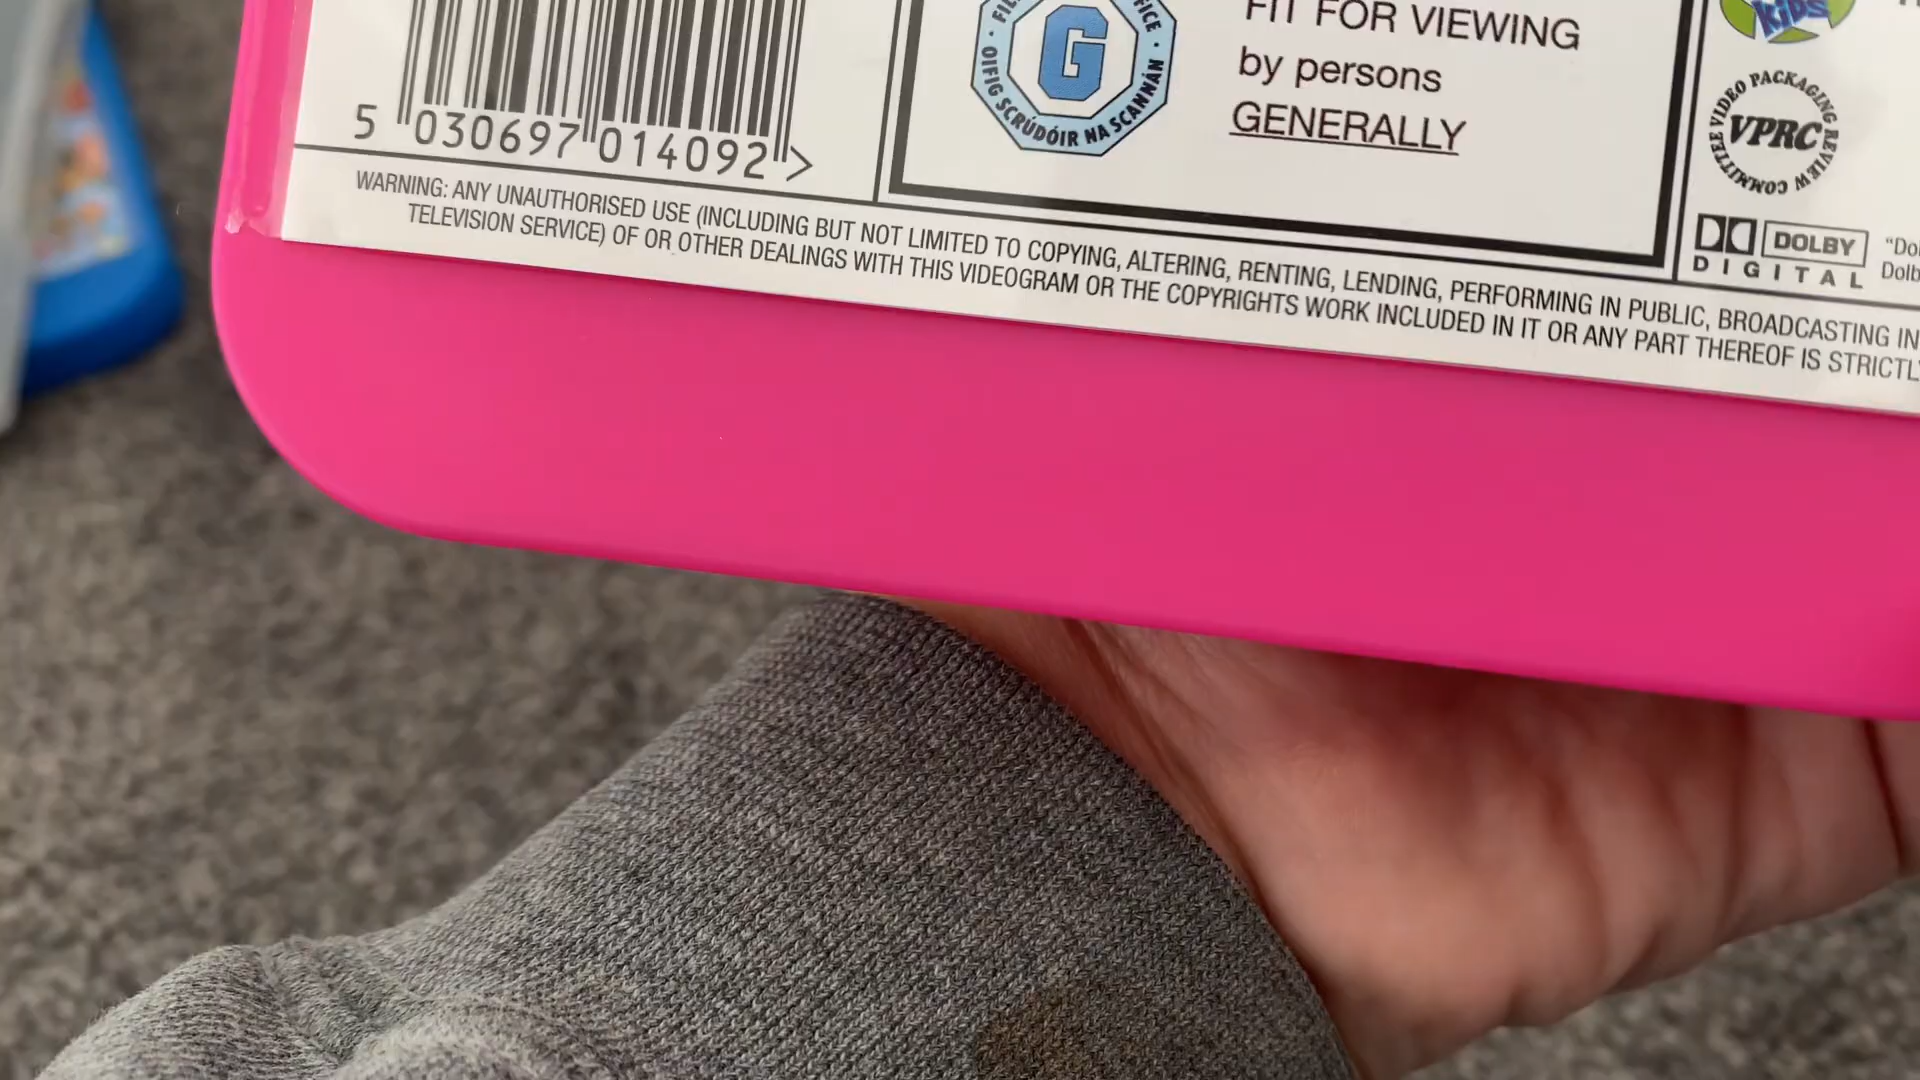 FIT FOR VIEWING
by persons
GENERALLY
5 030697 014092 >
G
OIFIG SCRÚDÓIR NA SCANNÁN
KIDS
VIDEO PACKAGING REVIEW COMMITTEE
VPRC
DOLBY
DIGITAL
WARNING: ANY UNAUTHORISED USE (INCLUDING BUT NOT LIMITED TO COPYING, ALTERING, RENTING, LENDING, PERFORMING IN PUBLIC, BROADCASTING IN
TELEVISION SERVICE) OF OR OTHER DEALINGS WITH THIS VIDEOGRAM OR THE COPYRIGHTS WORK INCLUDED IN IT OR ANY PART THEREOF IS